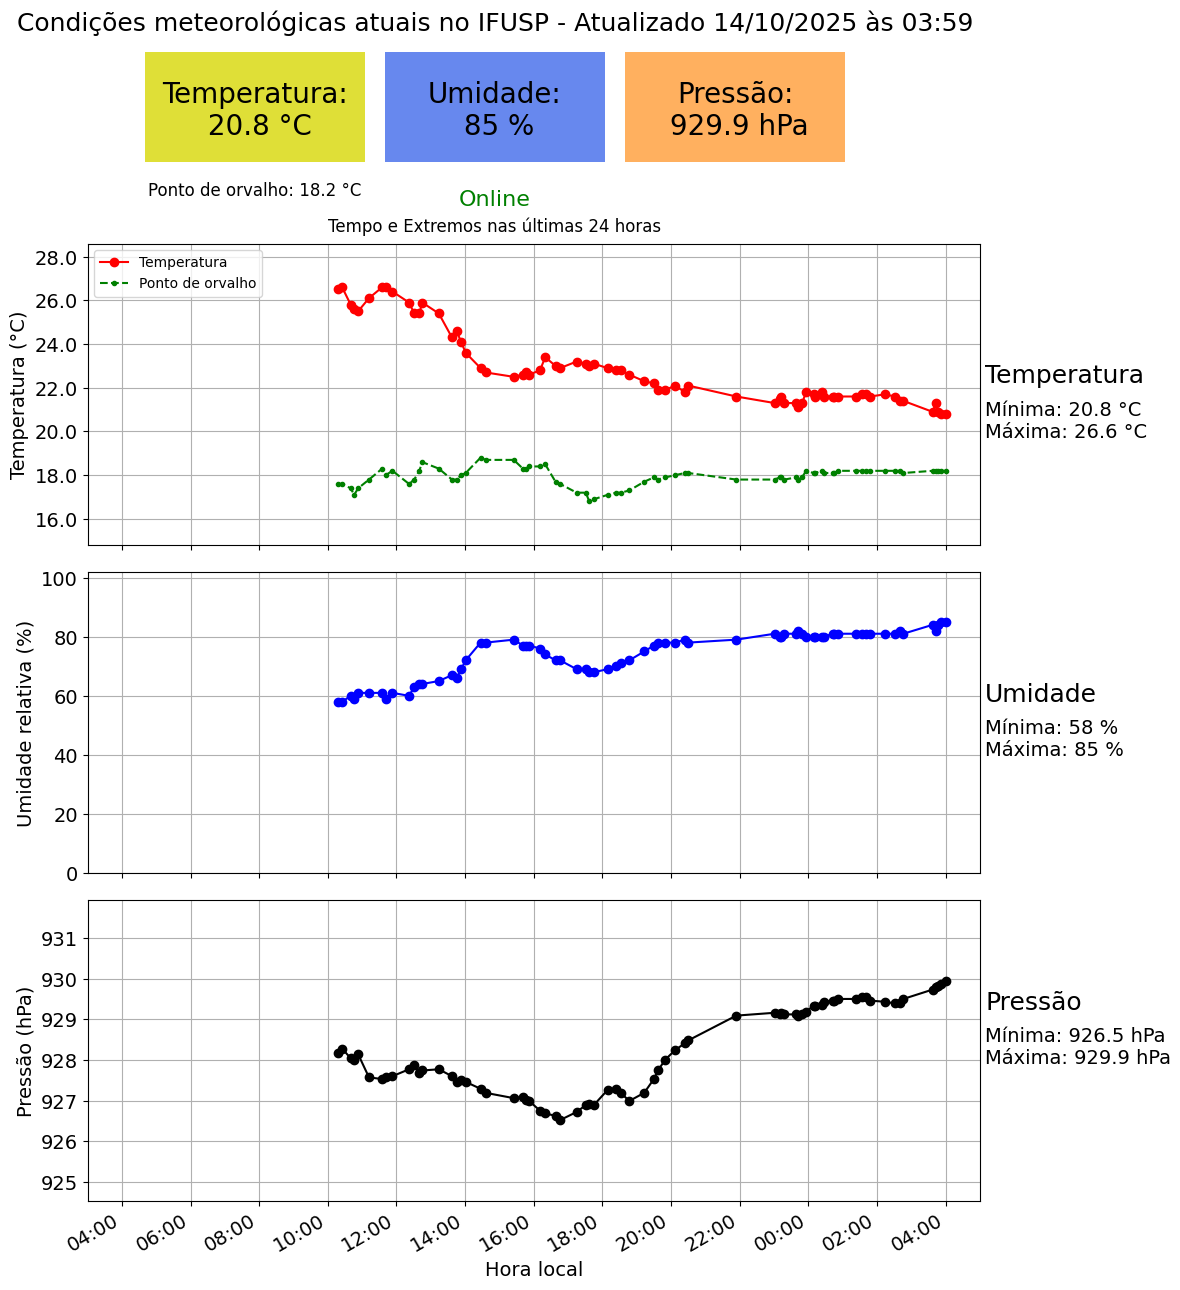 Condições meteorológicas atuais no IFUSP - Atualizado 14/10/2025 às 03:59
Temperatura:
20.8 °C
Umidade:
85 %
Pressão:
929.9 hPa
Ponto de orvalho: 18.2 °C
Online
Tempo e Extremos nas últimas 24 horas
Temperatura
Ponto de orvalho
Temperatura (°C)
28.0
26.0
24.0
22.0
20.0
18.0
16.0
Temperatura
Mínima: 20.8 °C
Máxima: 26.6 °C
Umidade relativa (%)
100
80
60
40
20
0
Umidade
Mínima: 58 %
Máxima: 85 %
Pressão (hPa)
931
930
929
928
927
926
925
Pressão
Mínima: 926.5 hPa
Máxima: 929.9 hPa
04:00 06:00 08:00 10:00 12:00 14:00 16:00 18:00 20:00 22:00 00:00 02:00 04:00
Hora local